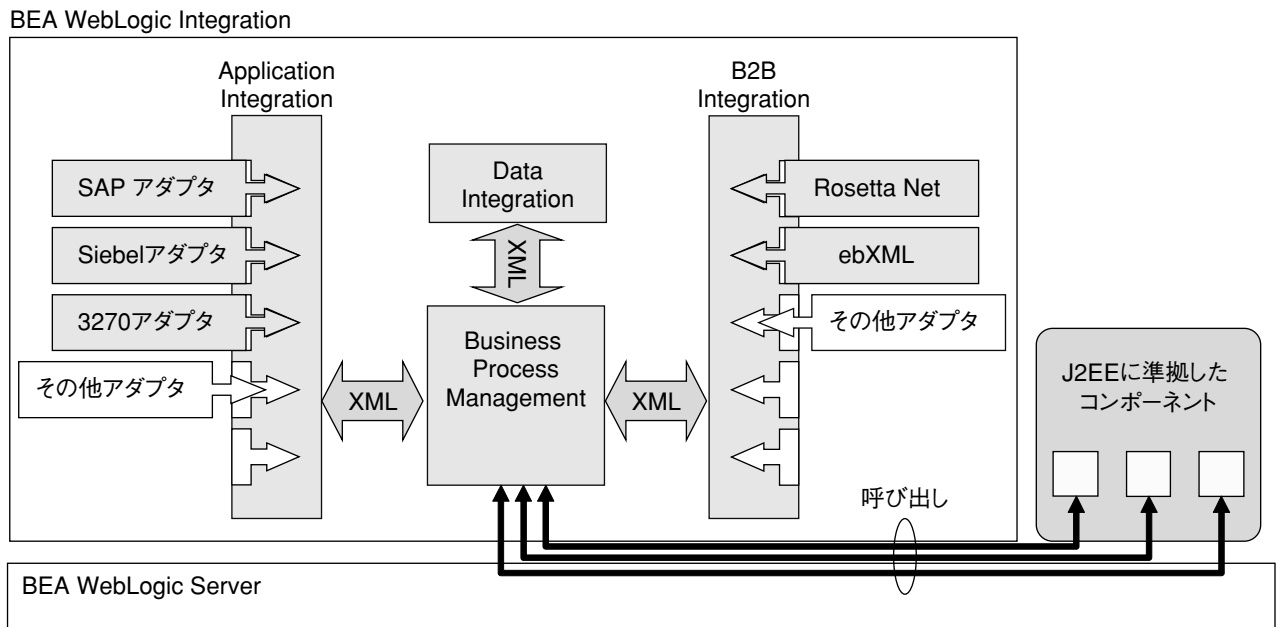 BEA WebLogic Integration
Application
Integration
B2B
Integration
SAP アダプタ
Siebelアダプタ
3270アダプタ
その他アダプタ
Data
Integration
XML
Business
Process
Management
XML
XML
Rosetta Net
ebXML
その他アダプタ
J2EEに準拠した
コンポーネント
呼び出し
BEA WebLogic Server